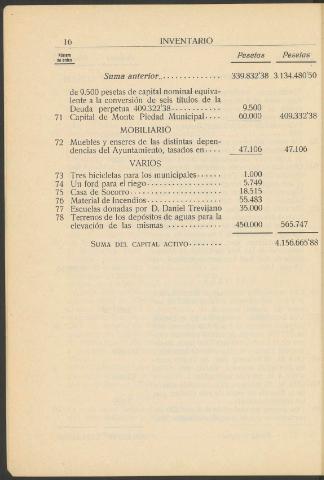 16 INVENTARIO
Número de orden Pesetas Pesetas
Suma anterior............... 339.832'38 3.134.480'50
de 9.500 pesetas de capital nominal equiva-
lente a la conversión de seis títulos de la
Deuda perpetua 409.322'38............ 9.500
71 Capital de Monte Piedad Municipal.... 60.000 409.332'38
MOBILIARIO
72 Muebles y enseres de las distintas depen-
dencias del Ayuntamiento, tasados en.... 47.106 47.106
VARIOS
73 Tres bicicletas para los municipales...... 1.000
74 Un ford para el riego.................. 5.749
75 Casa de Socorro...................... 18.515
76 Material de Incendios.................. 55.483
77 Escuelas donadas por D. Daniel Trevijano 35.000
78 Terrenos de los depósitos de aguas para la
elevación de las mismas ............. 450.000 565.747
SUMA DEL CAPITAL ACTIVO........ 4.156.665'88